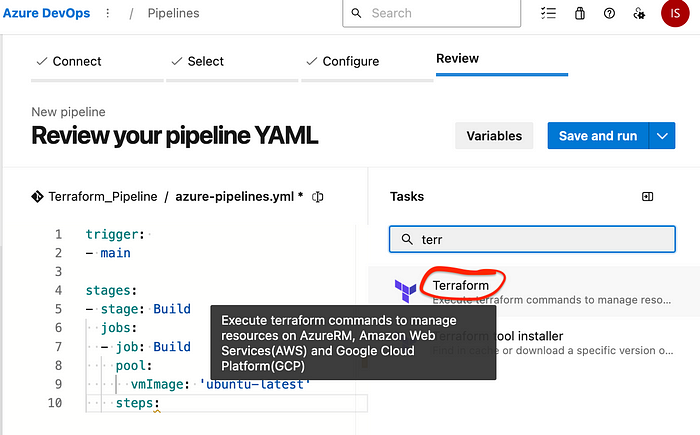 Azure DevOps / Pipelines
Search
IS
Connect
Select
Configure
Review
New pipeline
Review your pipeline YAML
Variables
Save and run
Terraform_Pipeline / azure-pipelines.yml *
Tasks
1 trigger:
2 - main
3
4 stages:
5 - stage: Build
6 jobs:
7 - job: Build
8 pool:
9 vmImage: 'ubuntu-latest'
10 steps:
terr
Terraform
Execute terraform commands to manage reso...
Execute terraform commands to manage
resources on AzureRM, Amazon Web
Services(AWS) and Google Cloud
Platform(GCP)
tool installer
cache or download a specific version o...